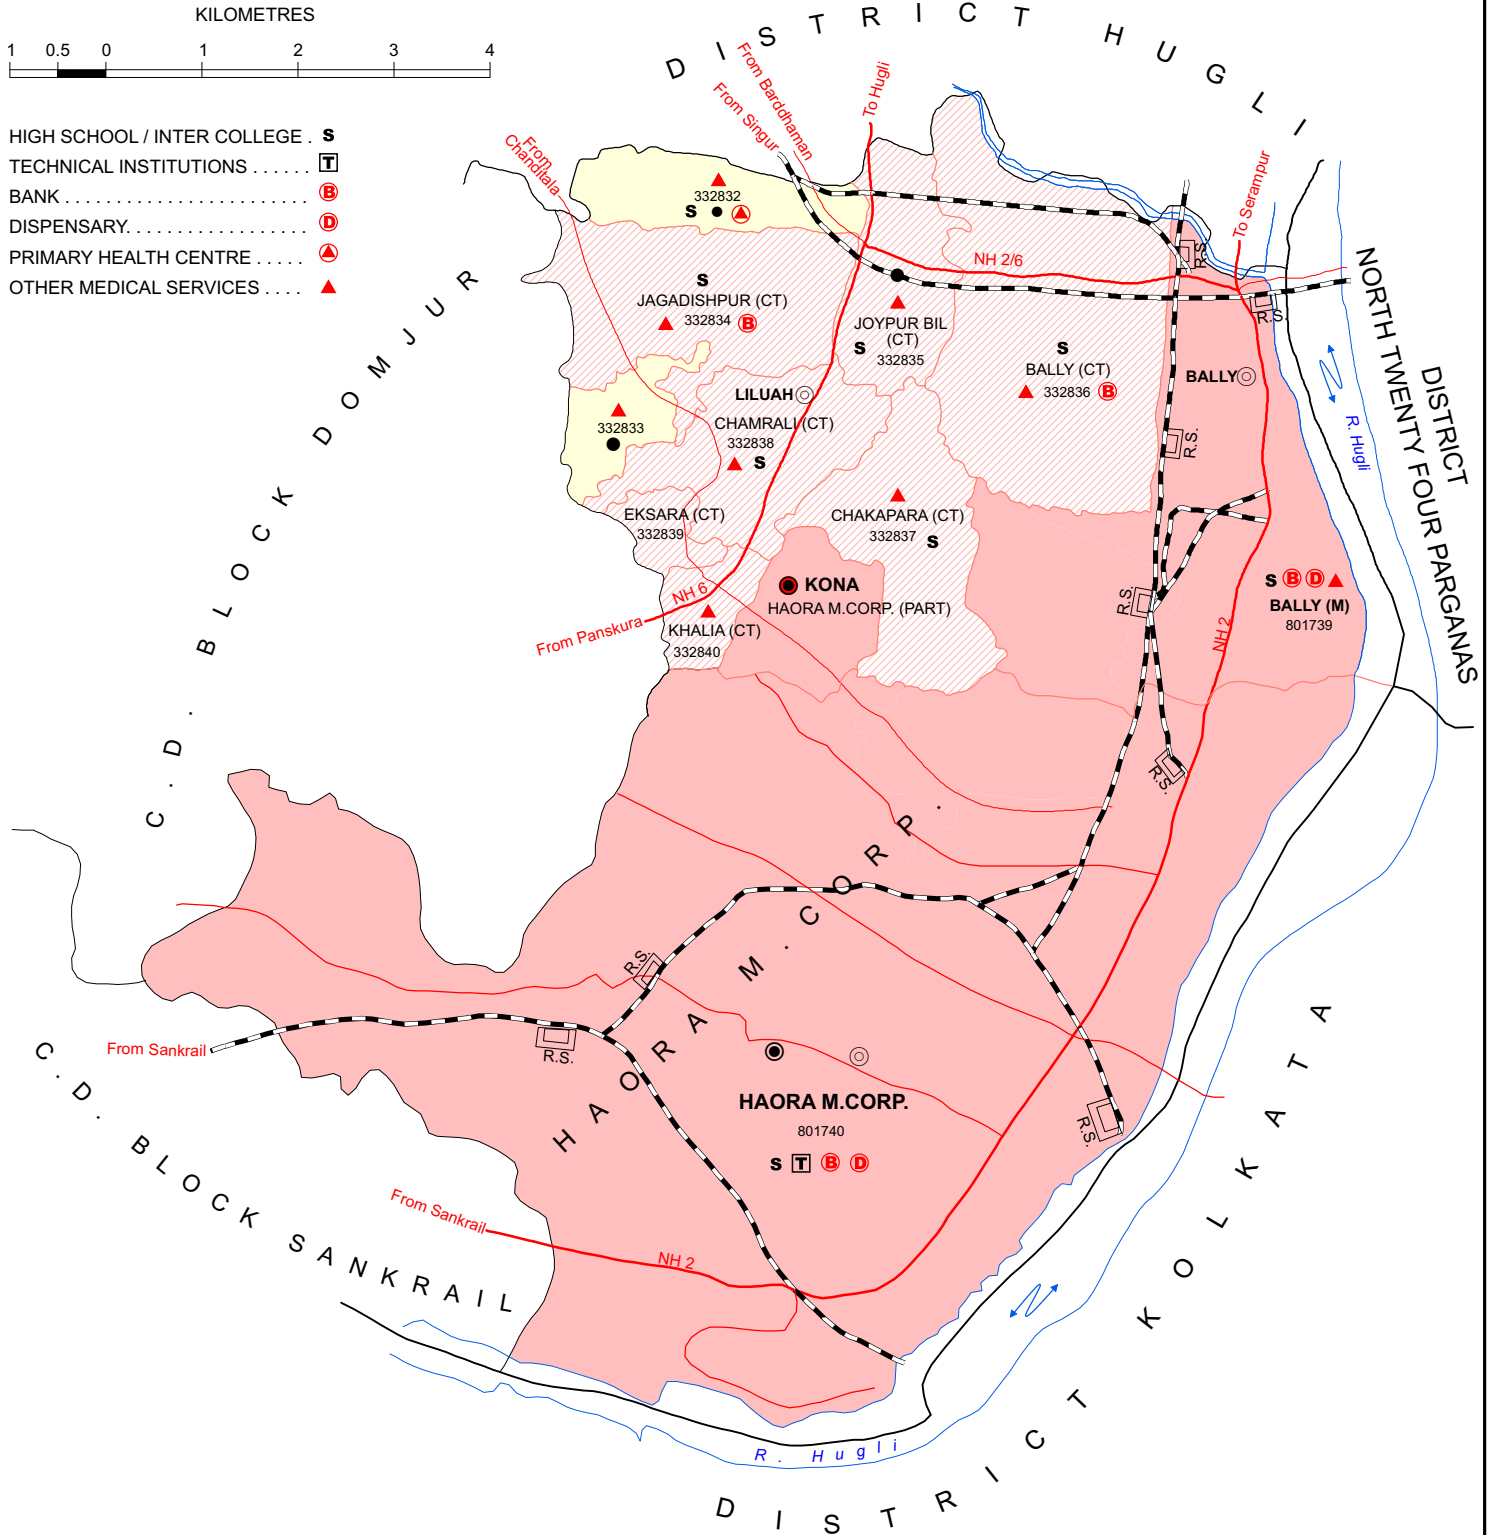 KILOMETRES
1 0.5 0 1 2 3 4
HIGH SCHOOL / INTER COLLEGE . S
TECHNICAL INSTITUTIONS . . . . . . T
BANK . . . . . . . . . . . . . . . . . . . . . . . . B
DISPENSARY. . . . . . . . . . . . . . . . . D
PRIMARY HEALTH CENTRE . . . . .
OTHER MEDICAL SERVICES . . . .
DISTRICT HUGLI
From Barddhaman
From Singur
To Hugli
From
Chanditala
To Serampur
332832
S
NH 2/6
R.S.
R.S.
S
JAGADISHPUR (CT)
332834 B
JOYPUR BIL
(CT)
S 332835
S
BALLY (CT)
332836 B
BALLY
LILUAH
332833
CHAMRALI (CT)
332838
S
R.S.
R. Hugli
DISTRICT
NORTH TWENTY FOUR PARGANAS
EKSARA (CT)
332839
CHAKAPARA (CT)
332837 S
KONA
HAORA M.CORP. (PART)
NH 6
From Panskura
KHALIA (CT)
332840
R.S.
S B D
BALLY (M)
801739
NH 2
R.S.
C.D. BLOCK DOMJUR
HAORA M.CORP.
R.S.
From Sankrail
R.S.
HAORA M.CORP.
801740
S T B D
R.S.
C.D. BLOCK SANKRAIL
From Sankrail
NH 2
R. Hugli
DISTRICT KOLKATA